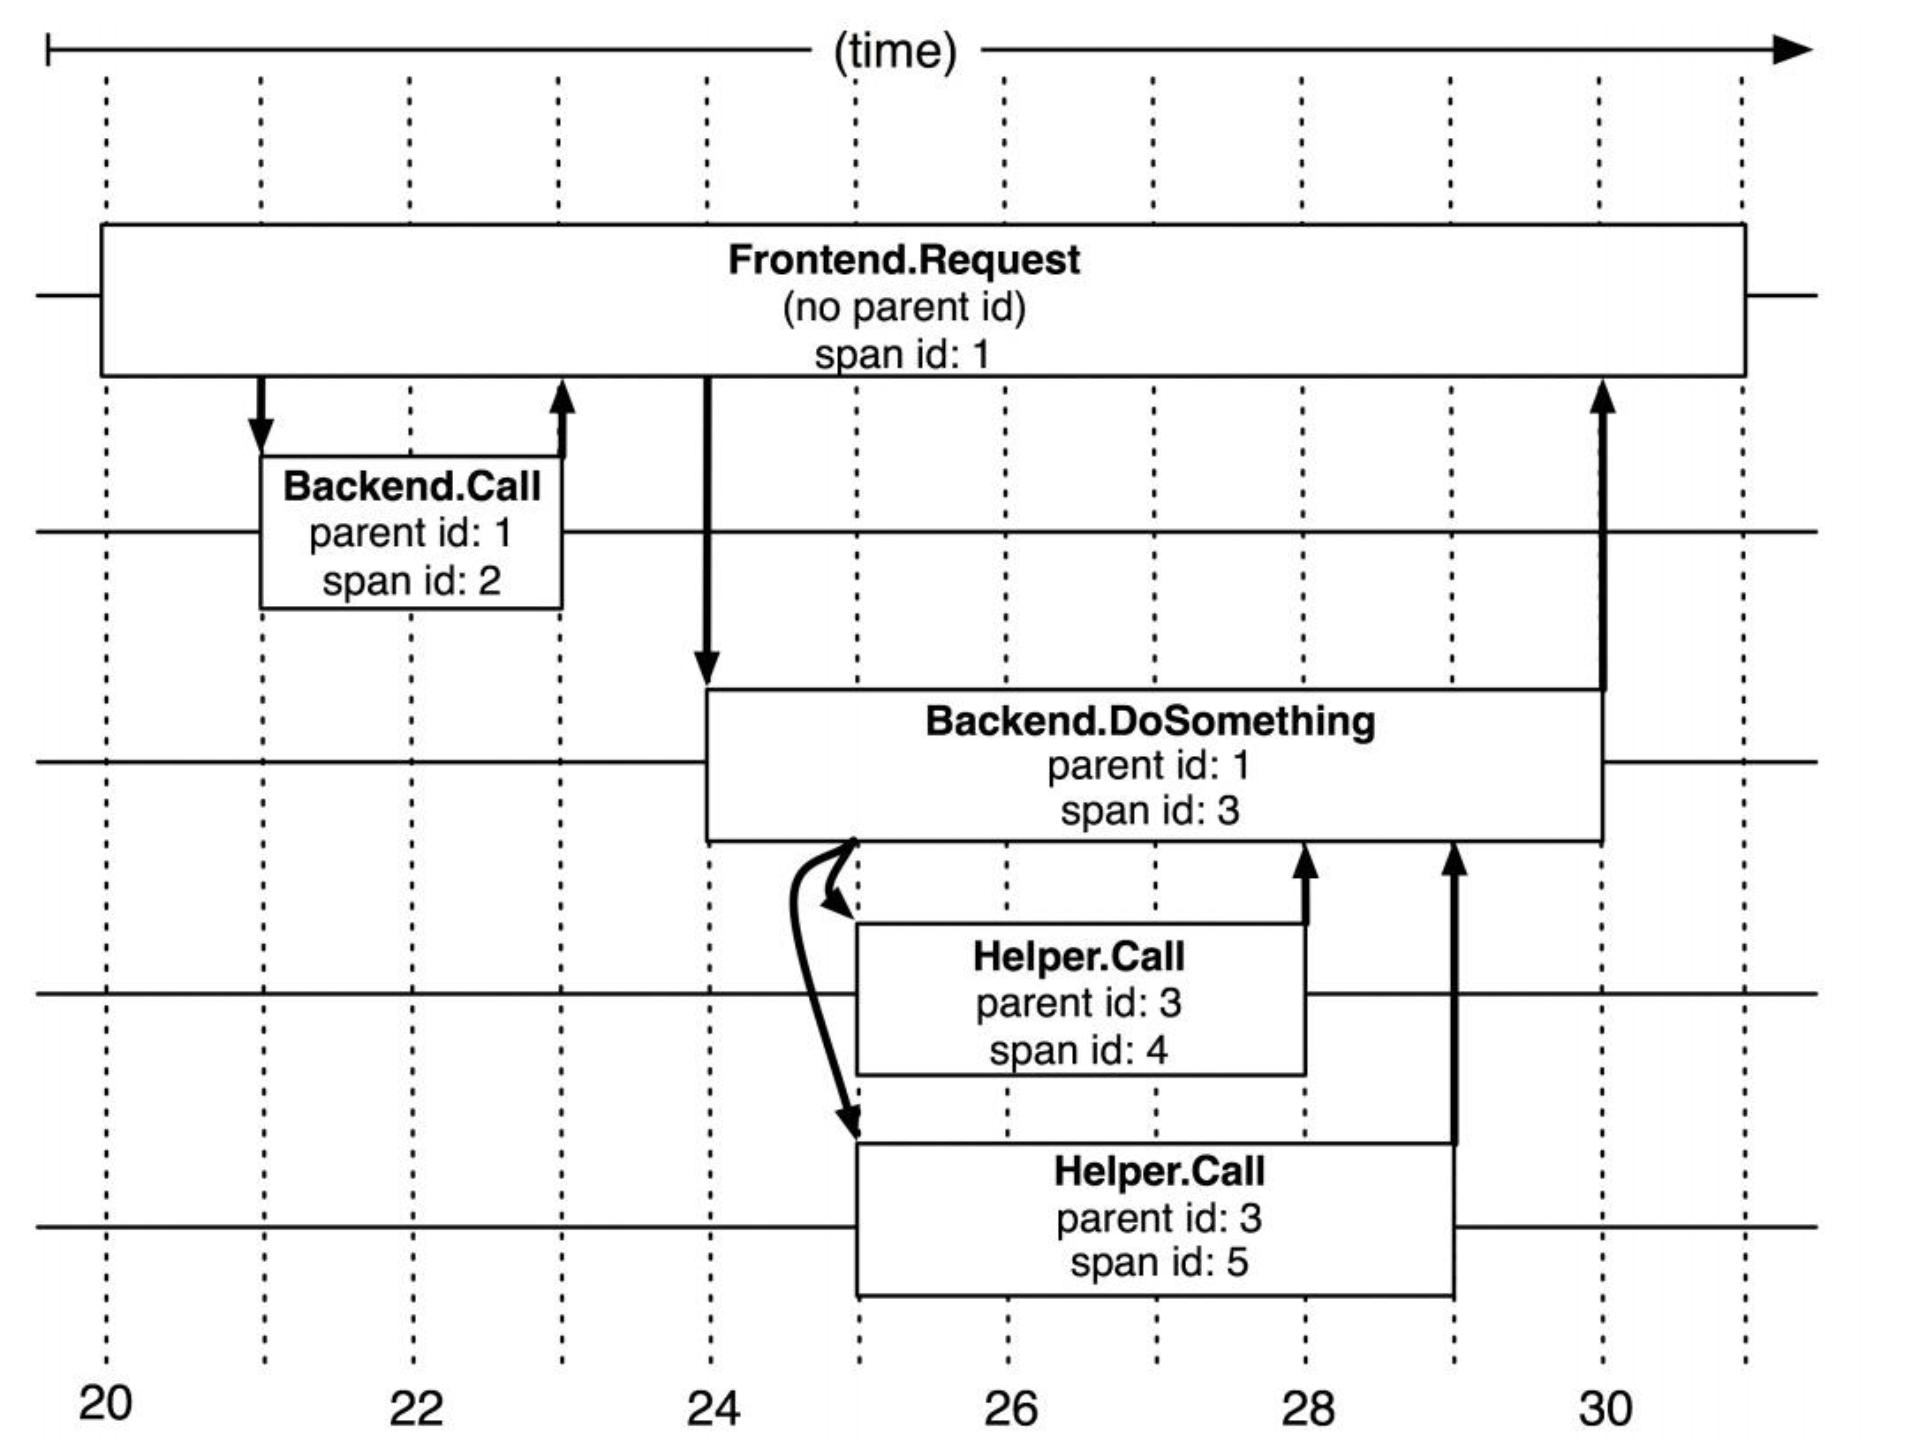 (time)
Frontend.Request
(no parent id)
span id: 1
Backend.Call
parent id: 1
span id: 2
Backend.DoSomething
parent id: 1
span id: 3
Helper.Call
parent id: 3
span id: 4
Helper.Call
parent id: 3
span id: 5
20 22 24 26 28 30